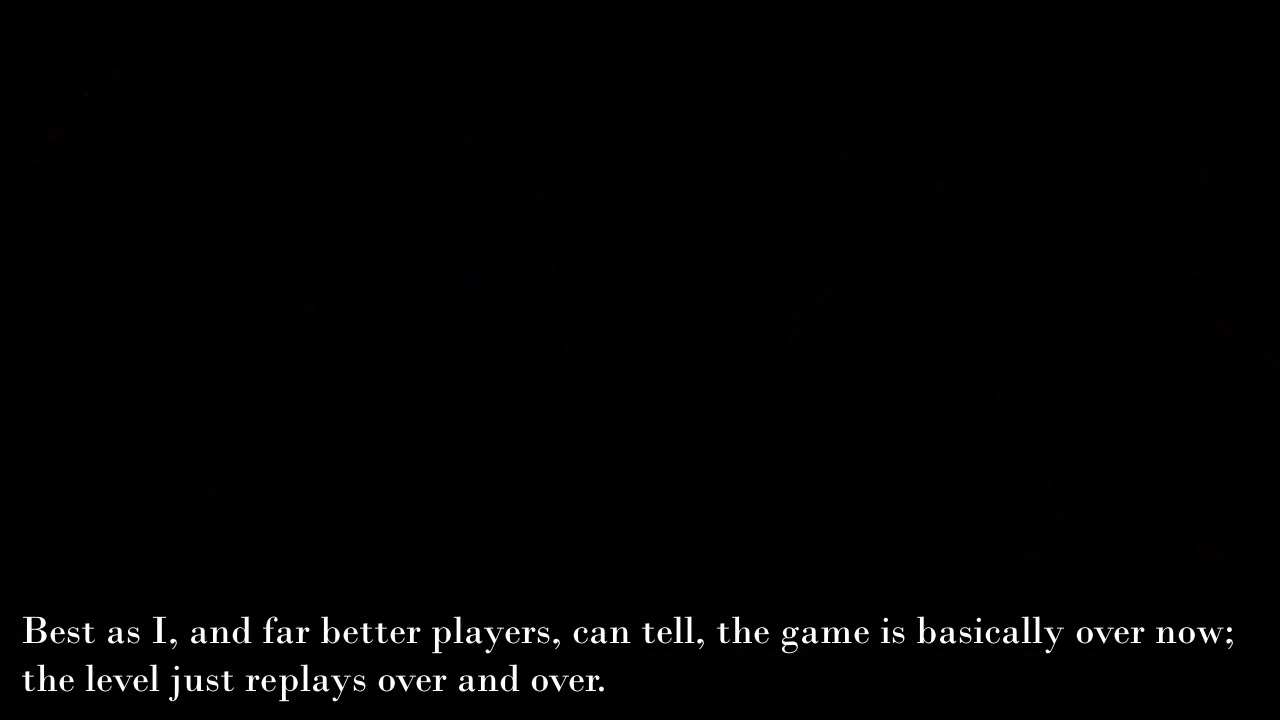 Best as I, and far better players, can tell, the game is basically over now;
the level just replays over and over.